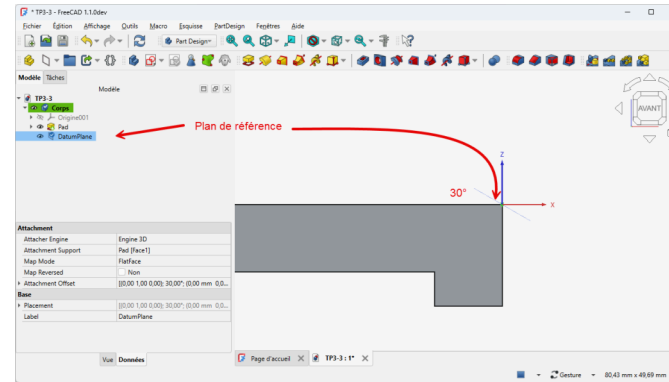 * TP3-3 - FreeCAD 1.1.0dev
Fichier Édition Affichage Outils Macro Esquisse PartDesign Fenêtres Aide
Part Design
Modèle Tâches
Modèle
TP3-3
Corps
Origine001
Pad
DatumPlane
Plan de référence
AVANT
Z
30°
X
Attachment
Attacher Engine Engine 3D
Attachment Support Pad [Face1]
Map Mode FlatFace
Map Reversed Non
Attachment Offset [(0,00 1,00 0,00); 30,00°; (0,00 mm 0,0...
Base
Placement [(0,00 1,00 0,00); 30,00°; (0,00 mm 0,0...
Label DatumPlane
Vue Données
Page d'accueil TP3-3 : 1*
Gesture 80,43 mm x 49,69 mm